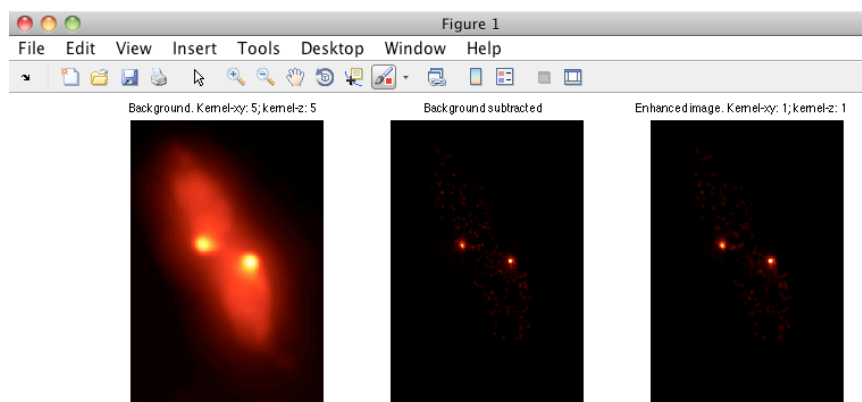 Figure 1
File Edit View Insert Tools Desktop Window Help
Background. Kernel-xy: 5; kernel-z: 5
Background subtracted
Enhanced image. Kernel-xy: 1; kernel-z: 1